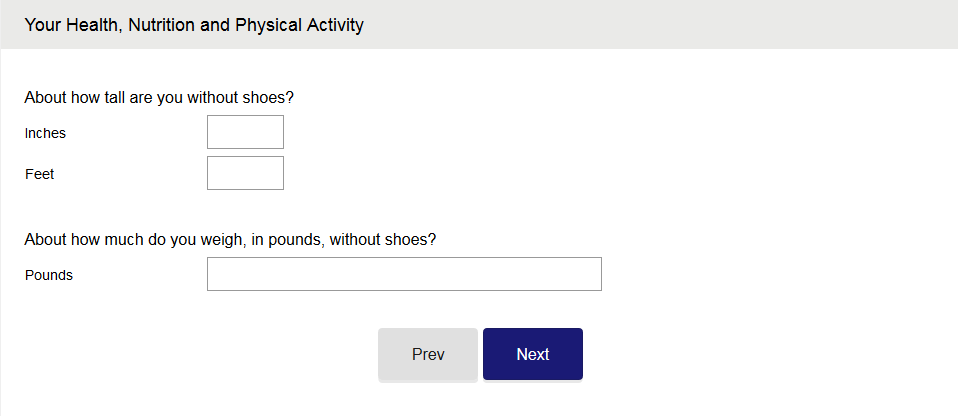 Your Health, Nutrition and Physical Activity
About how tall are you without shoes?
Inches
Feet
About how much do you weigh, in pounds, without shoes?
Pounds
Prev
Next